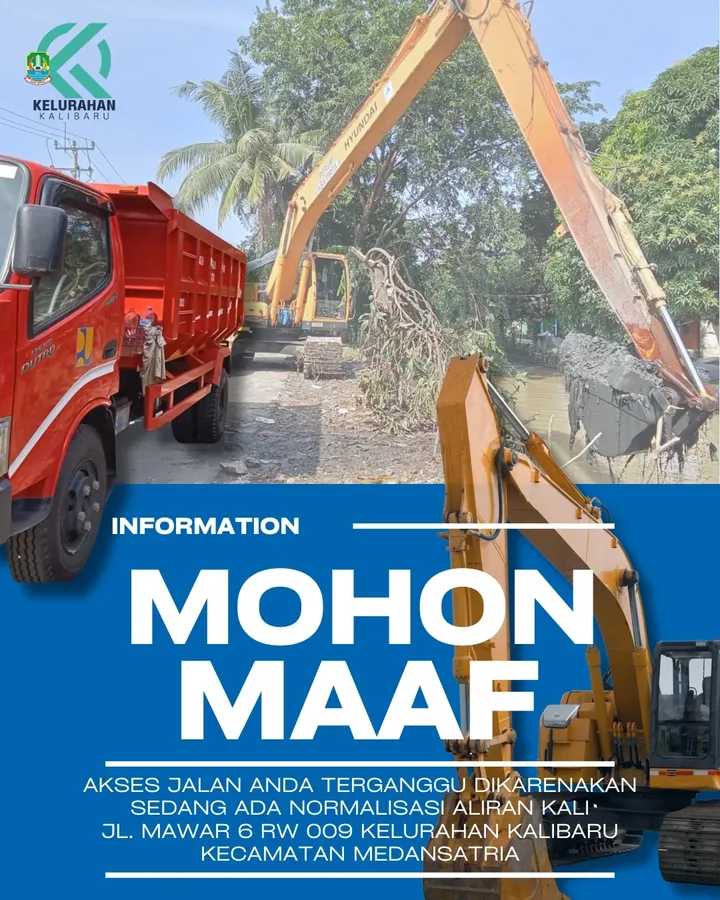 KELURAHAN
KALIBARU
HYUNDAI
DUTRO
INFORMATION
MOHON
MAAF
AKSES JALAN ANDA TERGANGGU DIKARENAKAN
SEDANG ADA NORMALISASI ALIRAN KALI
JL. MAWAR 6 RW 009 KELURAHAN KALIBARU
KECAMATAN MEDANSATRIA